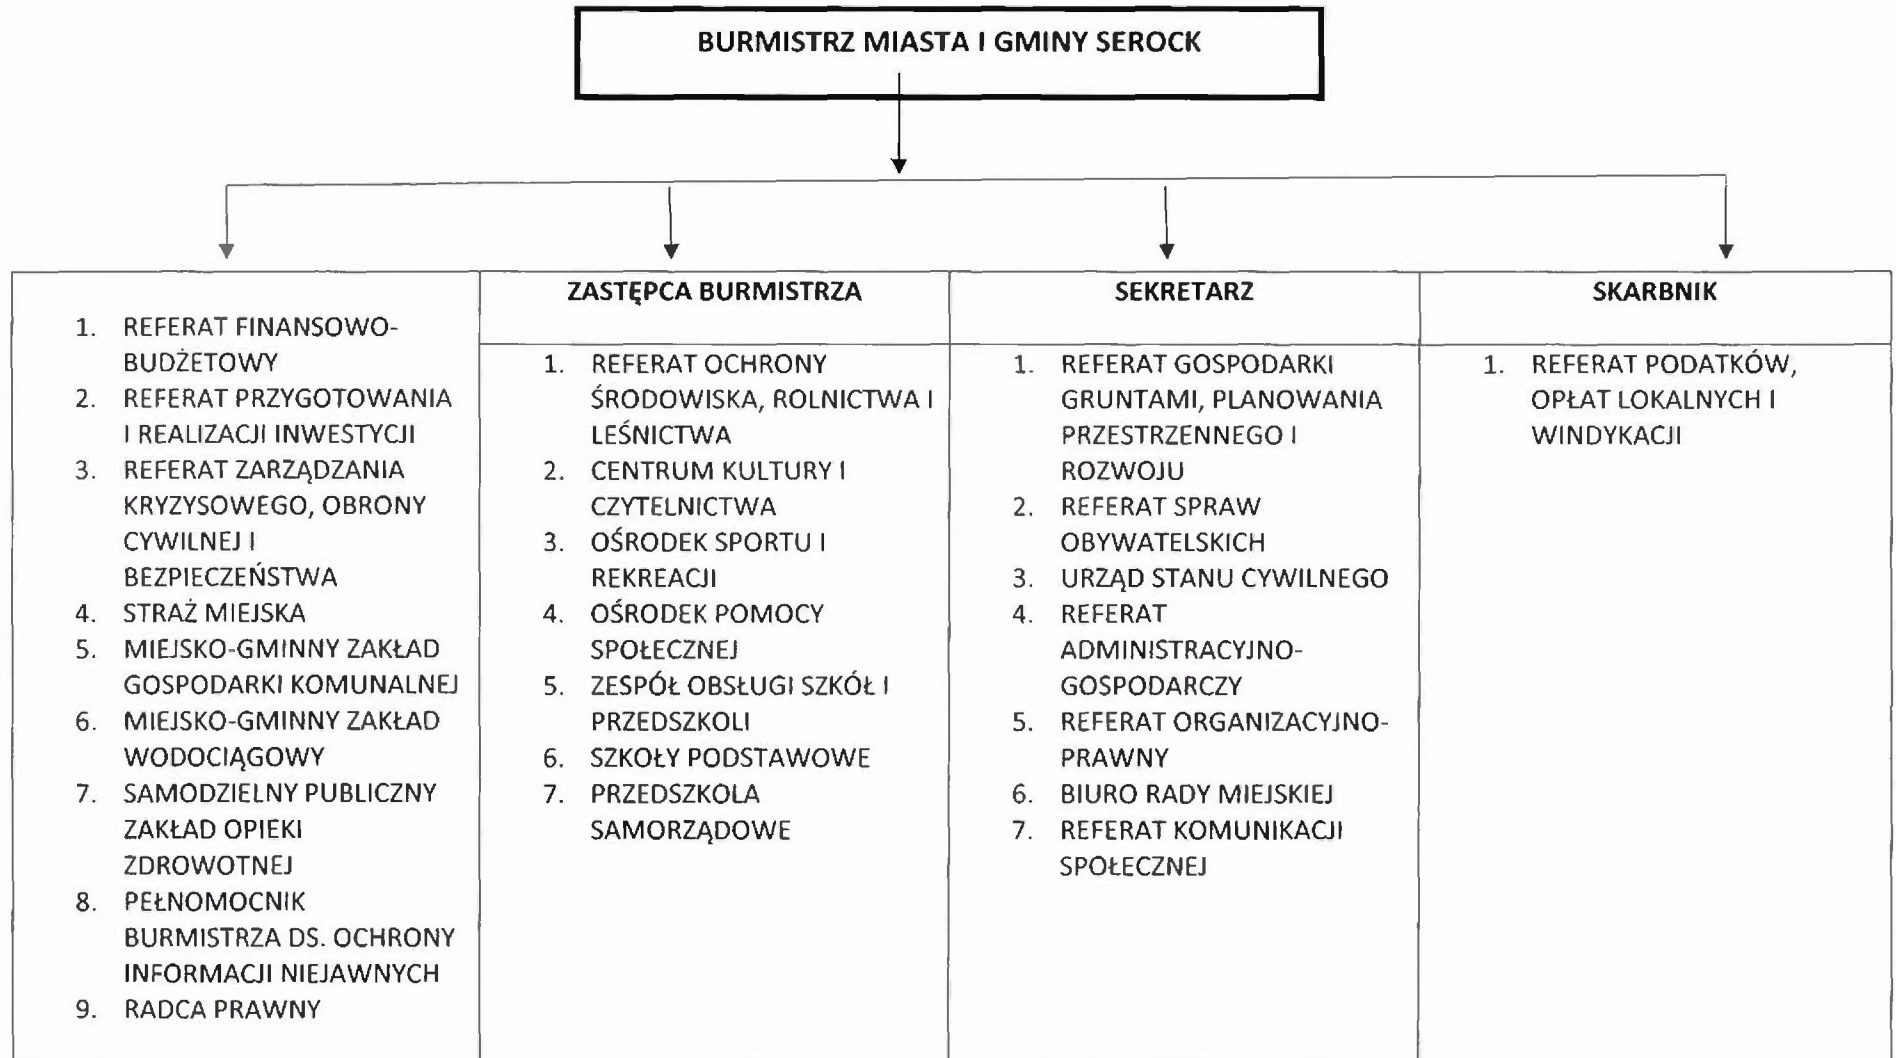 BURMISTRZ MIASTA I GMINY SEROCK
1. REFERAT FINANSOWO-
BUDŻETOWY
2. REFERAT PRZYGOTOWANIA
I REALIZACJI INWESTYCJI
3. REFERAT ZARZĄDZANIA
KRYZYSOWEGO, OBRONY
CYWILNEJ I
BEZPIECZEŃSTWA
4. STRAŻ MIEJSKA
5. MIEJSKO-GMINNY ZAKŁAD
GOSPODARKI KOMUNALNEJ
6. MIEJSKO-GMINNY ZAKŁAD
WODOCIĄGOWY
7. SAMODZIELNY PUBLICZNY
ZAKŁAD OPIEKI
ZDROWOTNEJ
8. PEŁNOMOCNIK
BURMISTRZA DS. OCHRONY
INFORMACJI NIEJAWNYCH
9. RADCA PRAWNY
ZASTĘPCA BURMISTRZA
1. REFERAT OCHRONY
ŚRODOWISKA, ROLNICTWA I
LEŚNICTWA
2. CENTRUM KULTURY I
CZYTELNICTWA
3. OŚRODEK SPORTU I
REKREACJI
4. OŚRODEK POMOCY
SPOŁECZNEJ
5. ZESPÓŁ OBSŁUGI SZKÓŁ I
PRZEDSZKOLI
6. SZKOŁY PODSTAWOWE
7. PRZEDSZKOLA
SAMORZĄDOWE
SEKRETARZ
1. REFERAT GOSPODARKI
GRUNTAMI, PLANOWANIA
PRZESTRZENNEGO I
ROZWOJU
2. REFERAT SPRAW
OBYWATELSKICH
3. URZĄD STANU CYWILNEGO
4. REFERAT
ADMINISTRACYJNO-
GOSPODARCZY
5. REFERAT ORGANIZACYJNO-
PRAWNY
6. BIURO RADY MIEJSKIEJ
7. REFERAT KOMUNIKACJI
SPOŁECZNEJ
SKARBNIK
1. REFERAT PODATKÓW,
OPŁAT LOKALNYCH I
WINDYKACJI